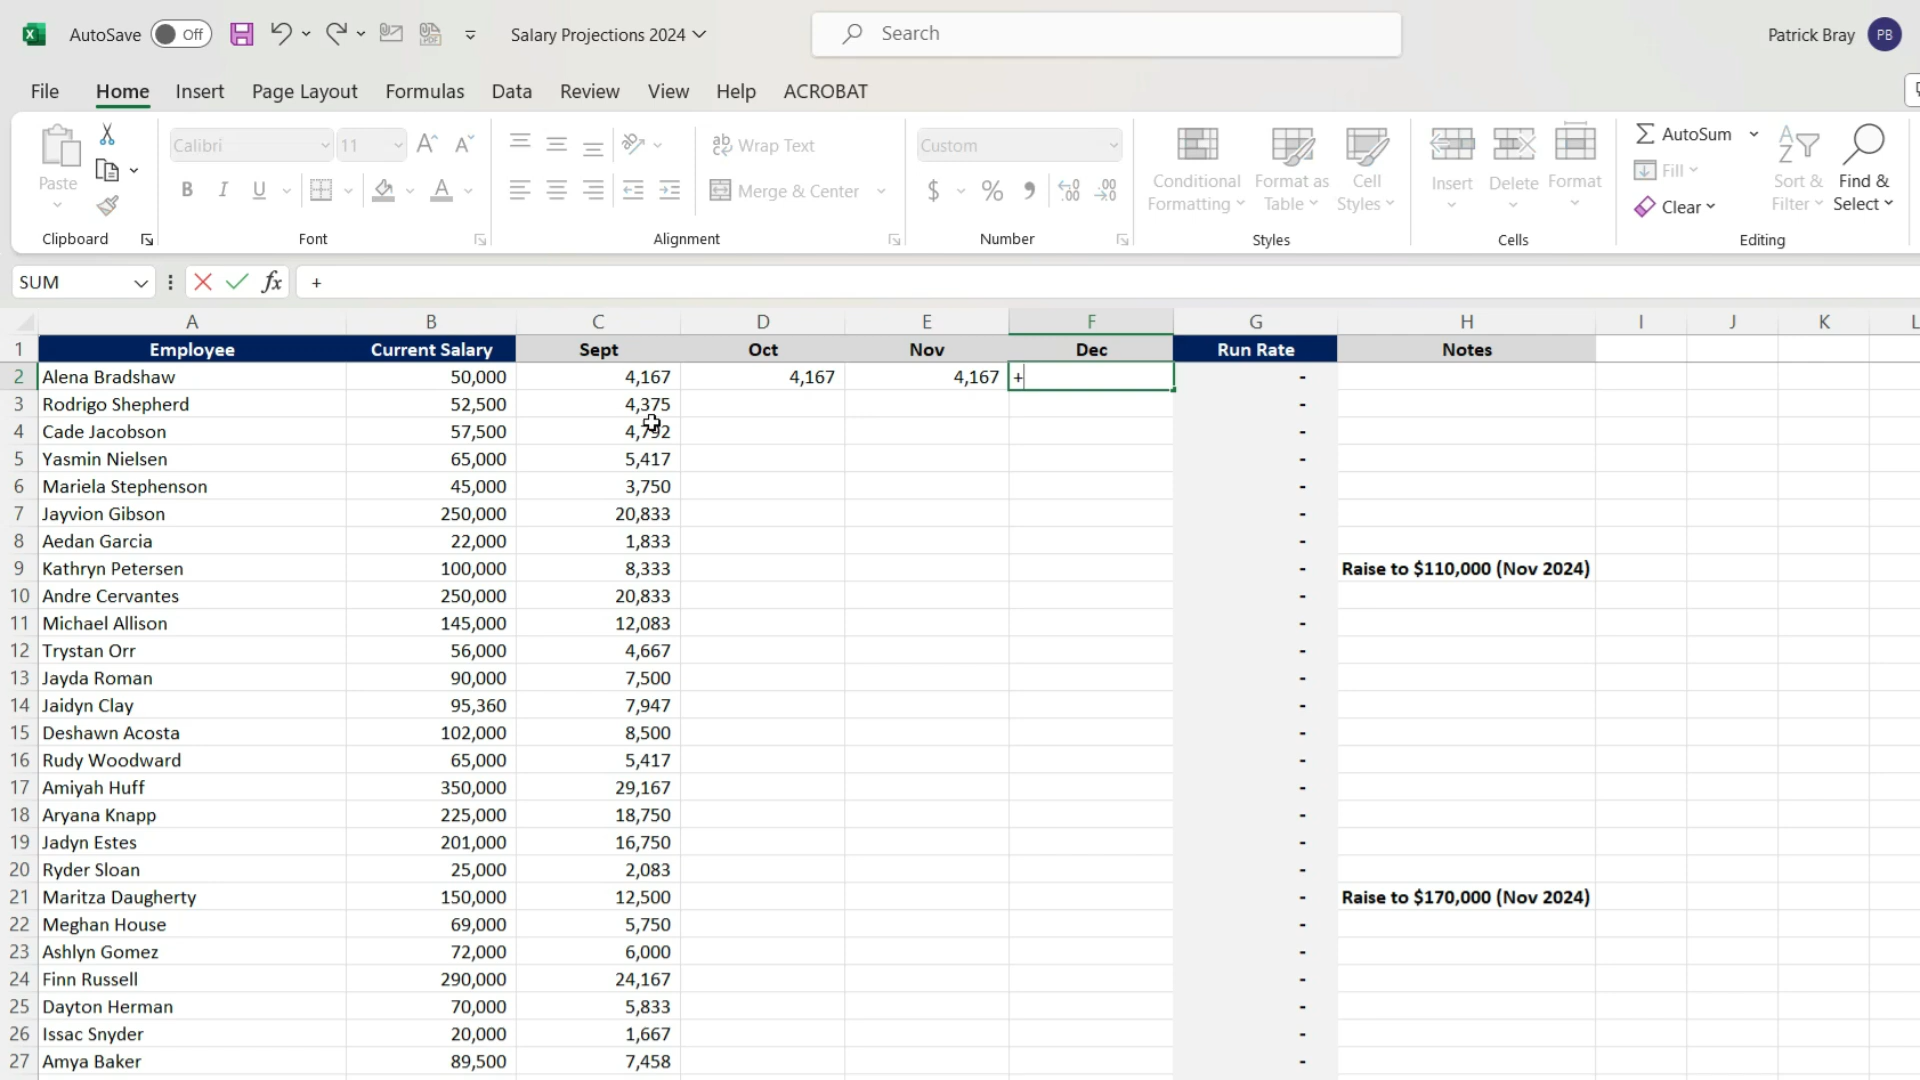 AutoSave Off Salary Projections 2024 Search Patrick Bray PB
File Home Insert Page Layout Formulas Data Review View Help ACROBAT
Paste Calibri 11 Wrap Text Custom Conditional Formatting Format as Table Cell Styles Insert Delete Format AutoSum Fill Clear Sort & Filter Find & Select
B I U Merge & Center $ % 9
Clipboard Font Alignment Number Styles Cells Editing
SUM fx +
A B C D E F G H I J K L
1 Employee Current Salary Sept Oct Nov Dec Run Rate Notes
2 Alena Bradshaw 50,000 4,167 4,167 4,167 + -
3 Rodrigo Shepherd 52,500 4,375 -
4 Cade Jacobson 57,500 4,792 -
5 Yasmin Nielsen 65,000 5,417 -
6 Mariela Stephenson 45,000 3,750 -
7 Jayvion Gibson 250,000 20,833 -
8 Aedan Garcia 22,000 1,833 -
9 Kathryn Petersen 100,000 8,333 - Raise to $110,000 (Nov 2024)
10 Andre Cervantes 250,000 20,833 -
11 Michael Allison 145,000 12,083 -
12 Trystan Orr 56,000 4,667 -
13 Jayda Roman 90,000 7,500 -
14 Jaidyn Clay 95,360 7,947 -
15 Deshawn Acosta 102,000 8,500 -
16 Rudy Woodward 65,000 5,417 -
17 Amiyah Huff 350,000 29,167 -
18 Aryana Knapp 225,000 18,750 -
19 Jadyn Estes 201,000 16,750 -
20 Ryder Sloan 25,000 2,083 -
21 Maritza Daugherty 150,000 12,500 - Raise to $170,000 (Nov 2024)
22 Meghan House 69,000 5,750 -
23 Ashlyn Gomez 72,000 6,000 -
24 Finn Russell 290,000 24,167 -
25 Dayton Herman 70,000 5,833 -
26 Issac Snyder 20,000 1,667 -
27 Amya Baker 89,500 7,458 -